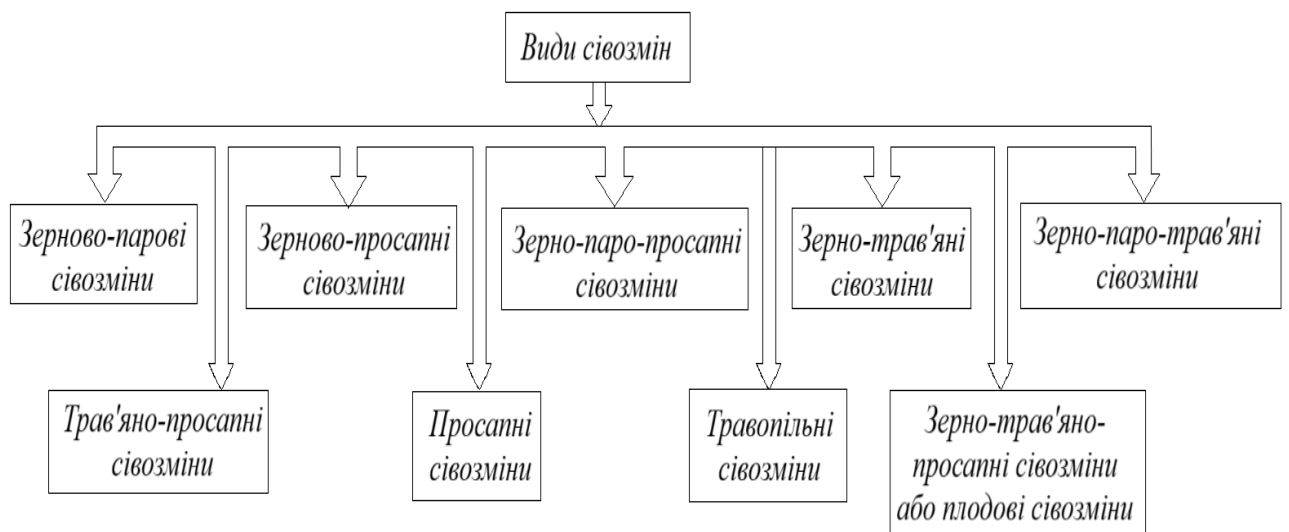 Види сівозмін
Зерново-парові
сівозміни
Зерново-просапні
сівозміни
Зерно-паро-просапні
сівозміни
Зерно-трав'яні
сівозміни
Зерно-паро-трав'яні
сівозміни
Трав'яно-просапні
сівозміни
Просапні
сівозміни
Травопільні
сівозміни
Зерно-трав'яно-
просапні сівозміни
або плодові сівозміни